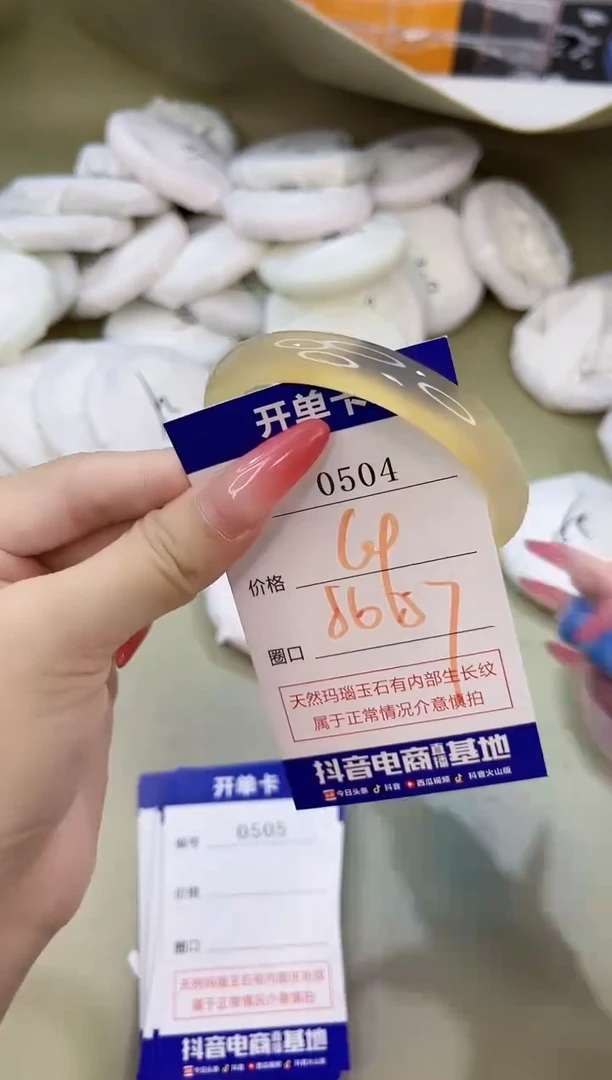 开单卡
0504
价格
圈口
天然玛瑙玉石有内部生长纹
属于正常情况介意慎拍
抖音电商直播基地
今日头条 抖音 西瓜视频 抖音火山版
开单卡
编号 0505
价格
圈口
天然玛瑙玉石有内部生长纹
属于正常情况介意慎拍
抖音电商直播基地